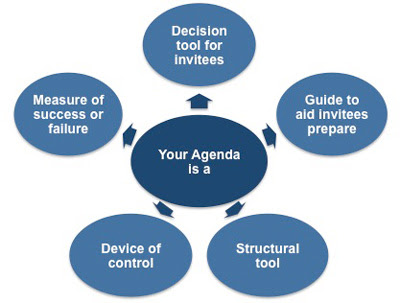 Decision
tool for
invitees
Measure of
success or
failure
Guide to
aid invitees
prepare
Your Agenda
is a
Device of
control
Structural
tool